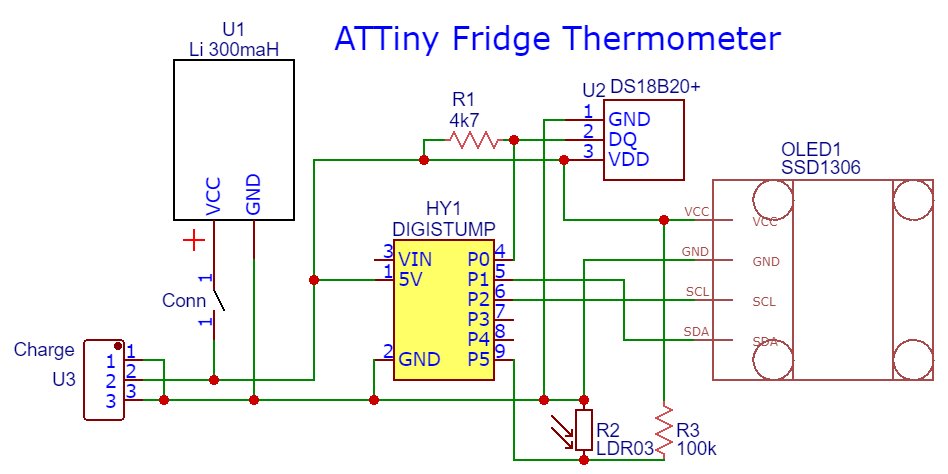 ATTiny Fridge Thermometer
U1
Li 300maH
VCC
GND
+
1
Conn
1
Charge
U3
1 1
2 2
3 3
R1
4k7
U2 DS18B20+
1 GND
2 DQ
3 VDD
HY1
DIGISTUMP
3 VIN P0 4
1 5V P1 5
P2 6
P3 7
P4 8
2 GND P5 9
OLED1
SSD1306
VCC VCC
GND GND
SCL SCL
SDA SDA
R2
LDR03
R3
100k